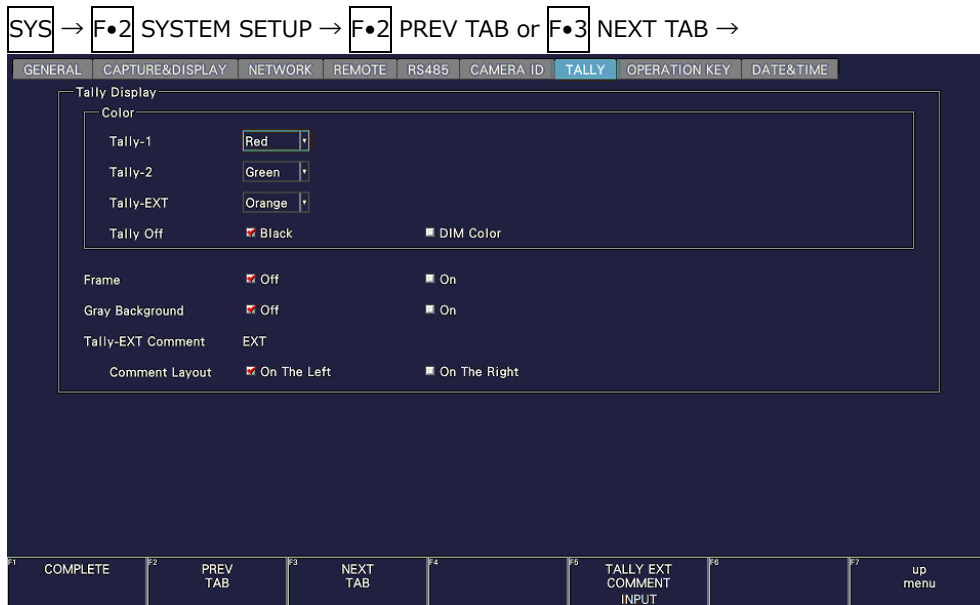 SYS → F•2 SYSTEM SETUP → F•2 PREV TAB or F•3 NEXT TAB →
GENERAL CAPTURE&DISPLAY NETWORK REMOTE RS485 CAMERA ID TALLY OPERATION KEY DATE&TIME
Tally Display
Color
Tally-1 Red
Tally-2 Green
Tally-EXT Orange
Tally Off Black DIM Color
Frame Off On
Gray Background Off On
Tally-EXT Comment EXT
Comment Layout On The Left On The Right
F1 COMPLETE F2 PREV F3 NEXT F4 F5 TALLY EXT F6 F7 up
TAB TAB COMMENT menu
INPUT